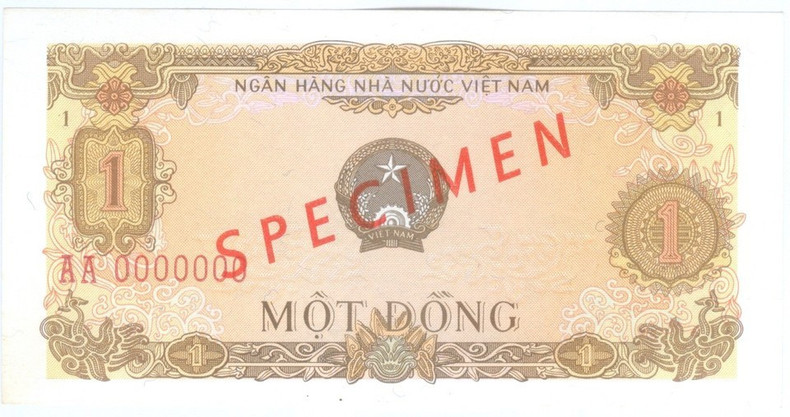 NGÂN HÀNG NHÀ NƯỚC VIỆT NAM
1 1
1
SPECIMEN
VIỆT NAM
1
AA 0000000
MỘT ĐỒNG
1 1